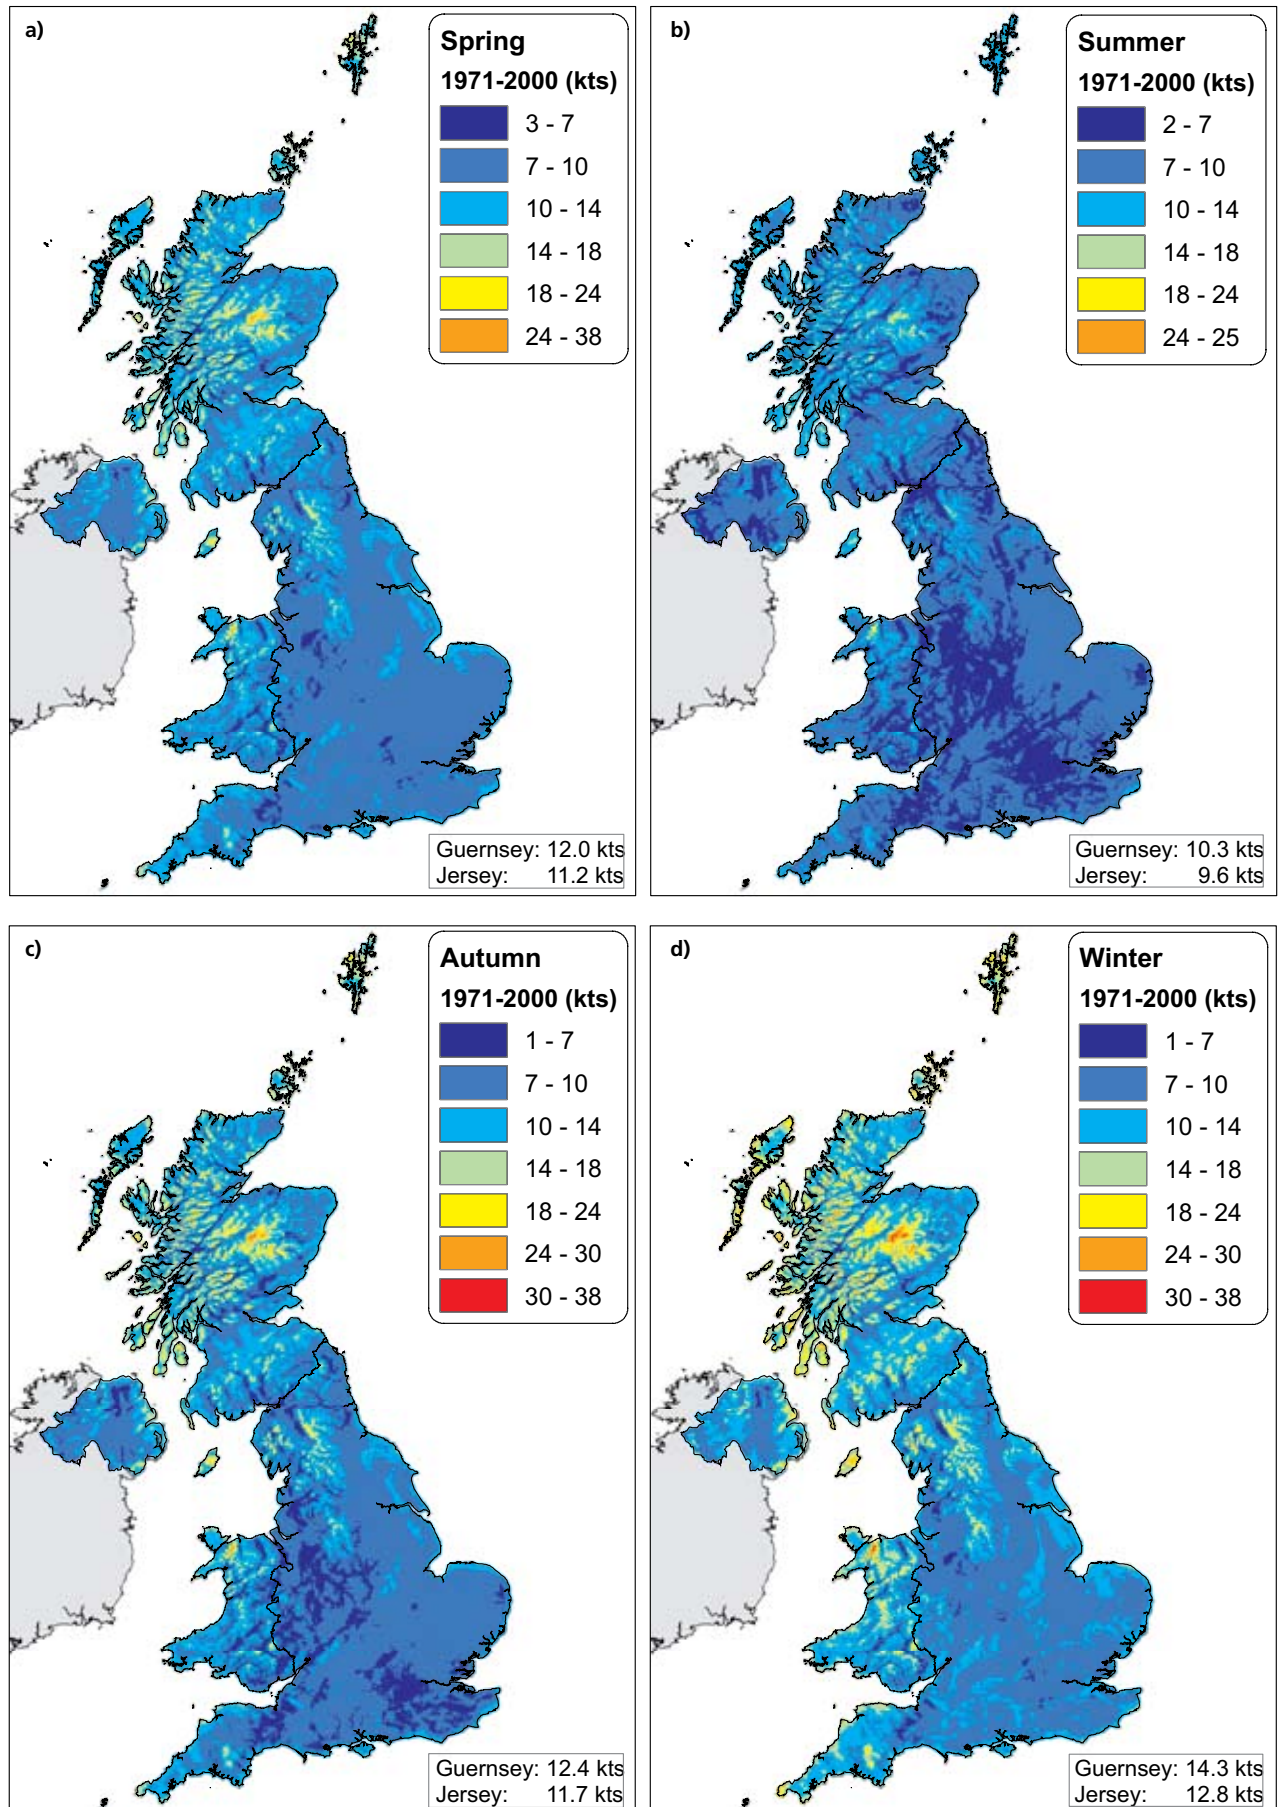 a)
Spring
1971-2000 (kts)
3 - 7
7 - 10
10 - 14
14 - 18
18 - 24
24 - 38
Guernsey: 12.0 kts
Jersey: 11.2 kts
b)
Summer
1971-2000 (kts)
2 - 7
7 - 10
10 - 14
14 - 18
18 - 24
24 - 25
Guernsey: 10.3 kts
Jersey: 9.6 kts
c)
Autumn
1971-2000 (kts)
1 - 7
7 - 10
10 - 14
14 - 18
18 - 24
24 - 30
30 - 38
Guernsey: 12.4 kts
Jersey: 11.7 kts
d)
Winter
1971-2000 (kts)
1 - 7
7 - 10
10 - 14
14 - 18
18 - 24
24 - 30
30 - 38
Guernsey: 14.3 kts
Jersey: 12.8 kts